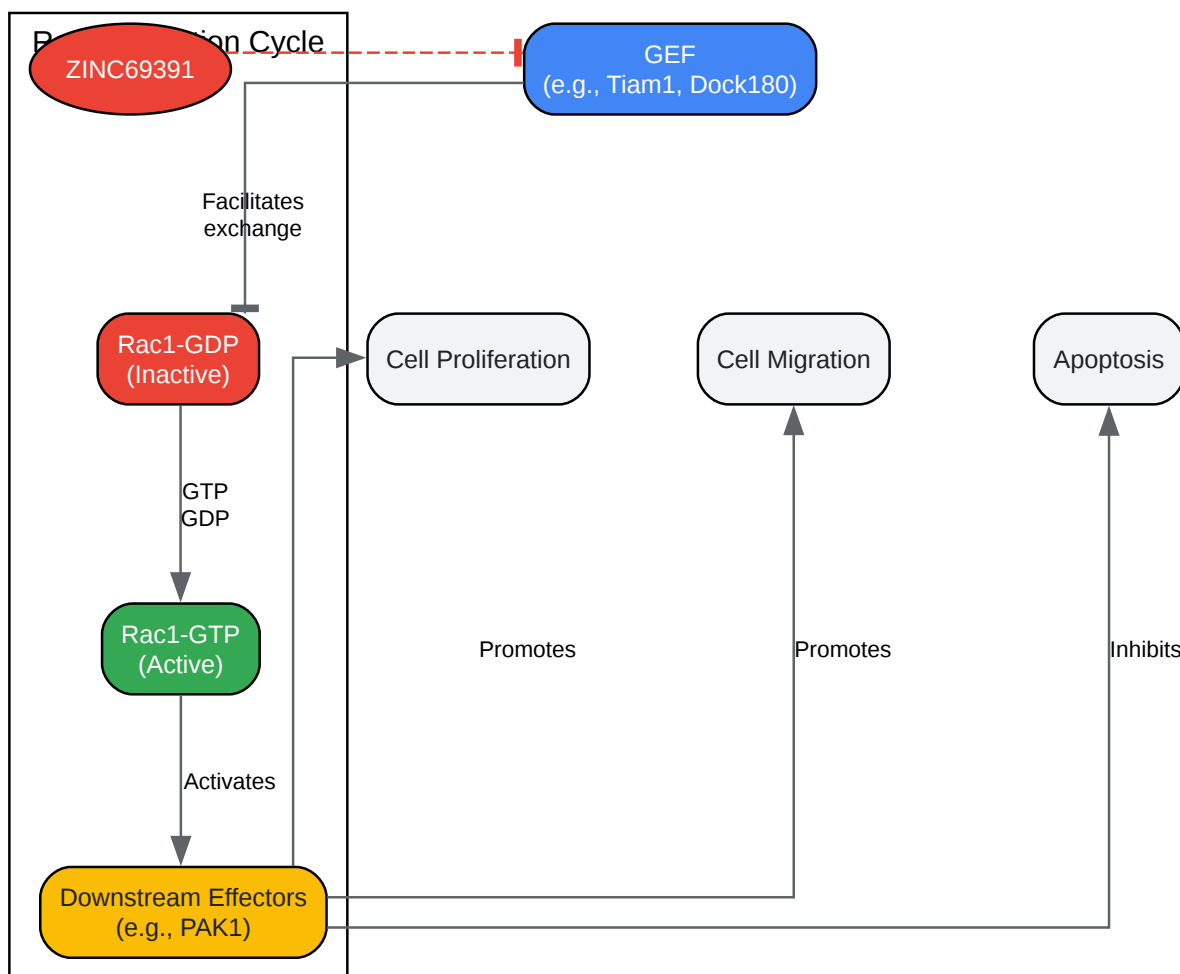 Cycle
ZINC69391
GEF
(e.g., Tiam1, Dock180)
Facilitates
exchange
Rac1-GDP
(Inactive)
Cell Proliferation
Cell Migration
Apoptosis
GTP
GDP
Rac1-GTP
(Active)
Promotes
Promotes
Inhibits
Activates
Downstream Effectors
(e.g., PAK1)